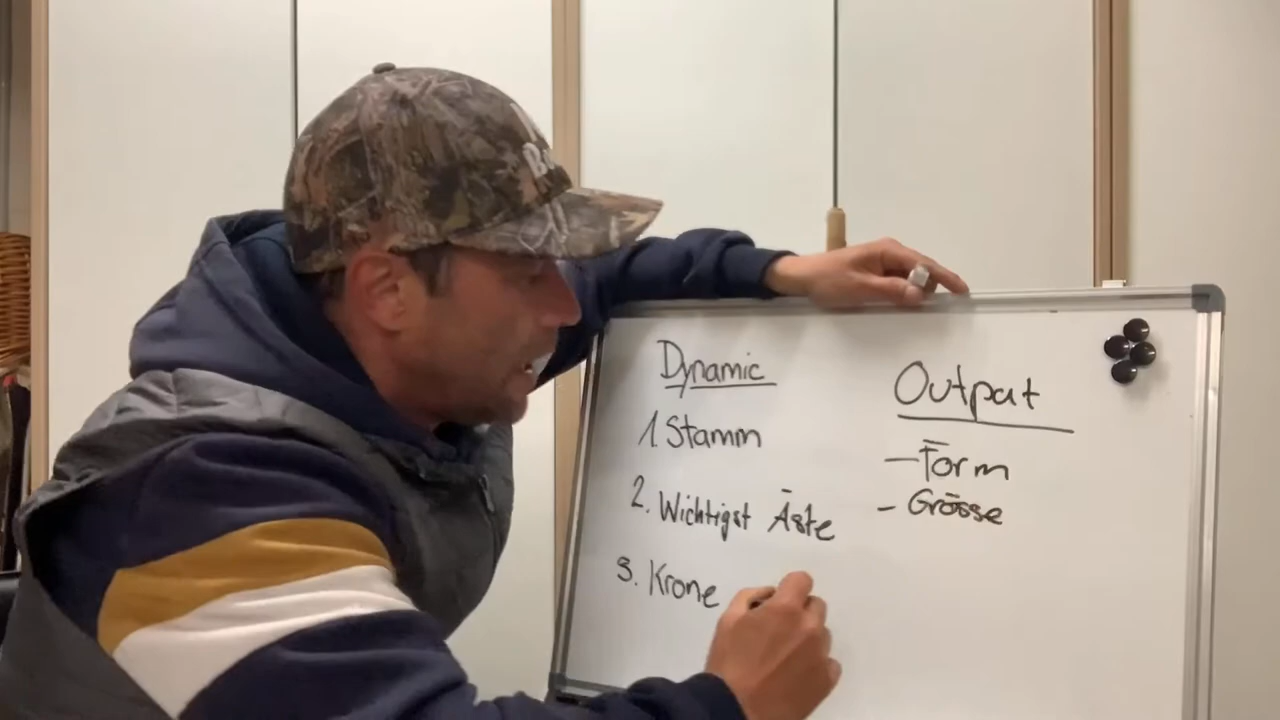 Dynamic
1. Stamm
2. Wichtigst Äste
3. Krone
Output
- Form
- Grösse